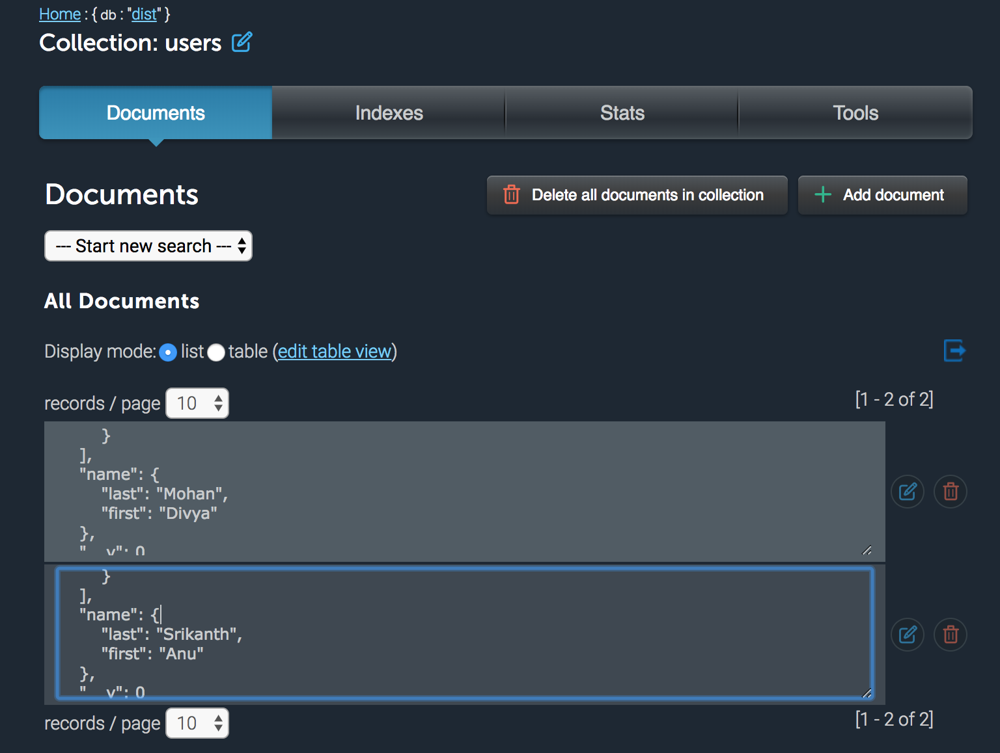 Home : { db : "dist" }
Collection: users
Documents Indexes Stats Tools
Documents
Delete all documents in collection
Add document
--- Start new search ---
All Documents
Display mode: list table (edit table view)
records / page 10
[1 - 2 of 2]
}
],
"name": {
"last": "Mohan",
"first": "Divya"
},
"__v": 0
}
],
"name": {
"last": "Srikanth",
"first": "Anu"
},
"__v": 0
records / page 10
[1 - 2 of 2]